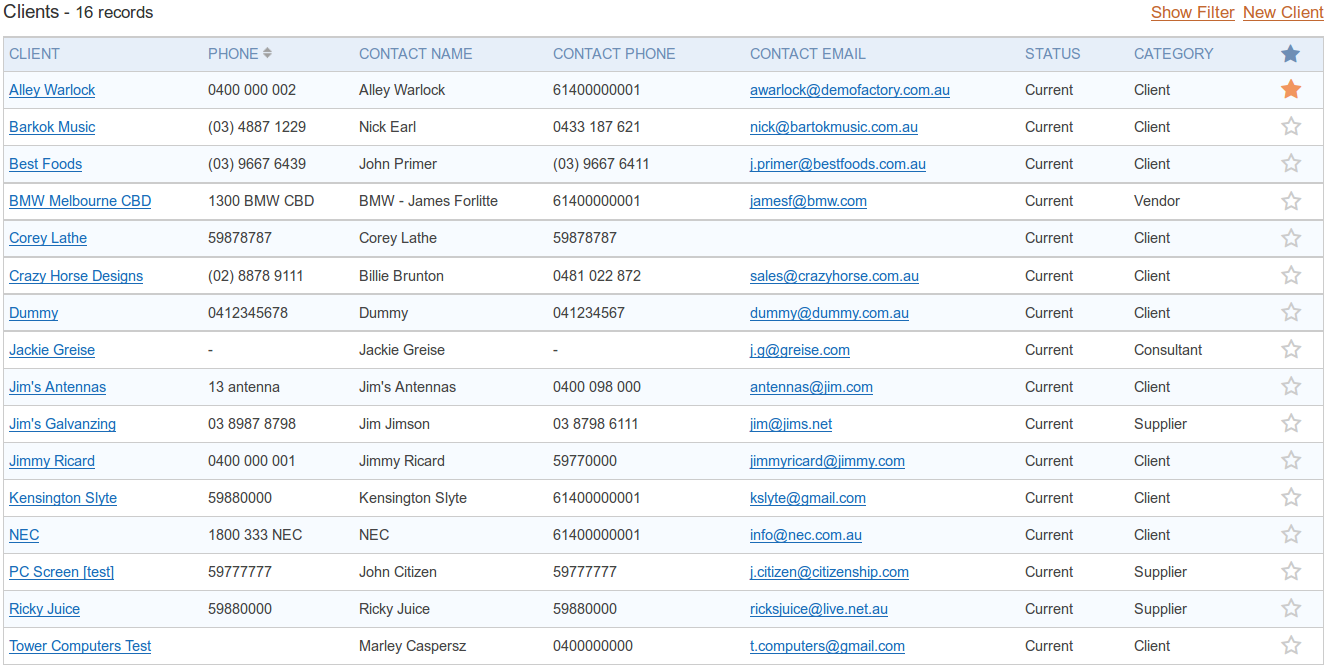 Clients - 16 records Show Filter New Client
CLIENT PHONE CONTACT NAME CONTACT PHONE CONTACT EMAIL STATUS CATEGORY
Alley Warlock 0400 000 002 Alley Warlock 61400000001 awarlock@demofactory.com.au Current Client
Barkok Music (03) 4887 1229 Nick Earl 0433 187 621 nick@bartokmusic.com.au Current Client
Best Foods (03) 9667 6439 John Primer (03) 9667 6411 j.primer@bestfoods.com.au Current Client
BMW Melbourne CBD 1300 BMW CBD BMW - James Forlitte 61400000001 jamesf@bmw.com Current Vendor
Corey Lathe 59878787 Corey Lathe 59878787 Current Client
Crazy Horse Designs (02) 8878 9111 Billie Brunton 0481 022 872 sales@crazyhorse.com.au Current Client
Dummy 0412345678 Dummy 041234567 dummy@dummy.com.au Current Client
Jackie Greise - Jackie Greise - j.g@greise.com Current Consultant
Jim's Antennas 13 antenna Jim's Antennas 0400 098 000 antennas@jim.com Current Client
Jim's Galvanzing 03 8987 8798 Jim Jimson 03 8798 6111 jim@jims.net Current Supplier
Jimmy Ricard 0400 000 001 Jimmy Ricard 59770000 jimmyricard@jimmy.com Current Client
Kensington Slyte 59880000 Kensington Slyte 61400000001 kslyte@gmail.com Current Client
NEC 1800 333 NEC NEC 61400000001 info@nec.com.au Current Client
PC Screen [test] 59777777 John Citizen 59777777 j.citizen@citizenship.com Current Supplier
Ricky Juice 59880000 Ricky Juice 59880000 ricksjuice@live.net.au Current Supplier
Tower Computers Test Marley Caspersz 0400000000 t.computers@gmail.com Current Client